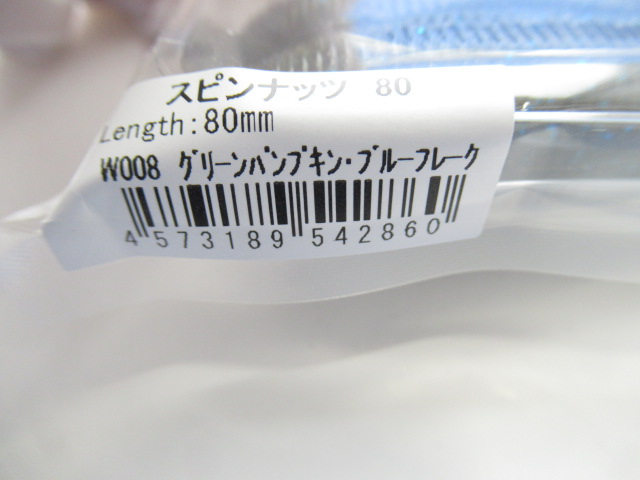 スピンナッツ 80
Length:80mm
W008 グリーンパンプキン・ブルーフレーク
4 573189 542860